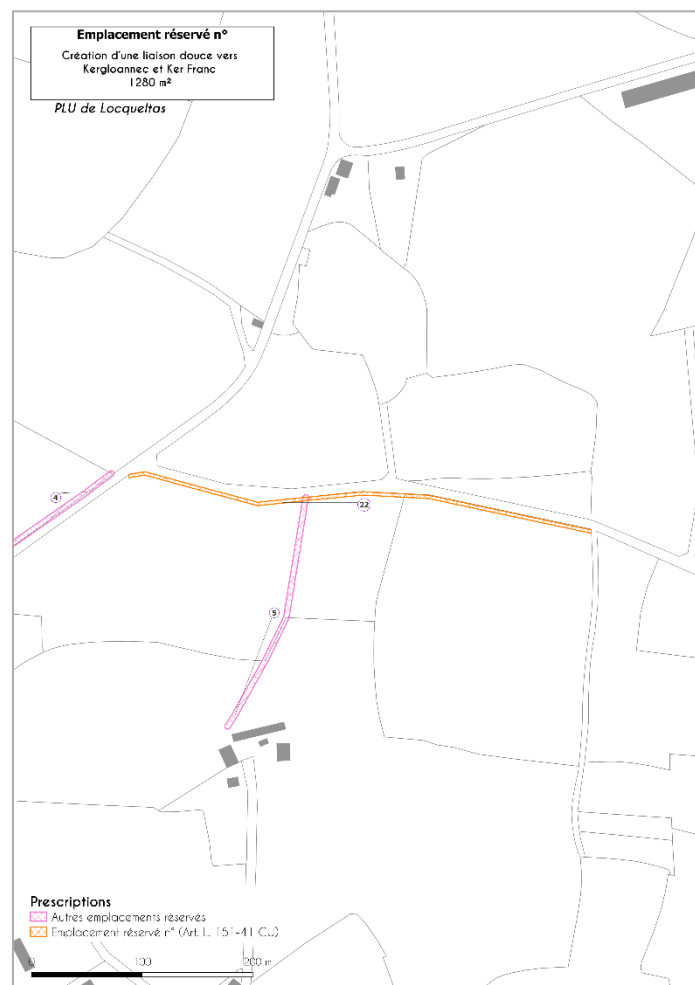 Emplacement réservé n°
Création d'une liaison douce vers
Kergloannec et Ker Franc
1280 m²
PLU de Locqueltas
4
22
5
Prescriptions
Autres emplacements réservés
Emplacement réservé n° (Art. L. 151-41 CU)
0 100 200 m